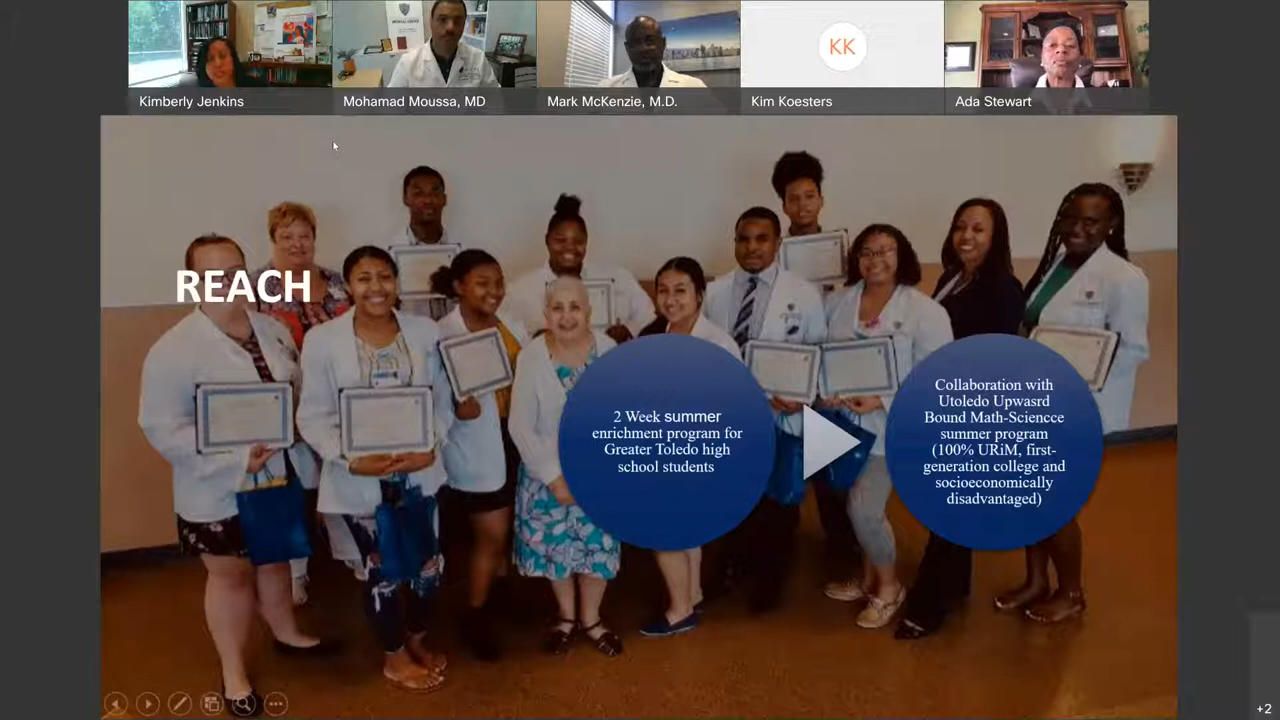 KK
Kimberly Jenkins
Mohamad Moussa, MD
Mark McKenzie, M.D.
Kim Koesters
Ada Stewart
REACH
2 Week summer
enrichment program for
Greater Toledo high
school students
Collaboration with
Utoledo Upwasrd
Bound Math-Sciencce
summer program
(100% URiM, first-
generation college and
socioeconomically
disadvantaged)
+2